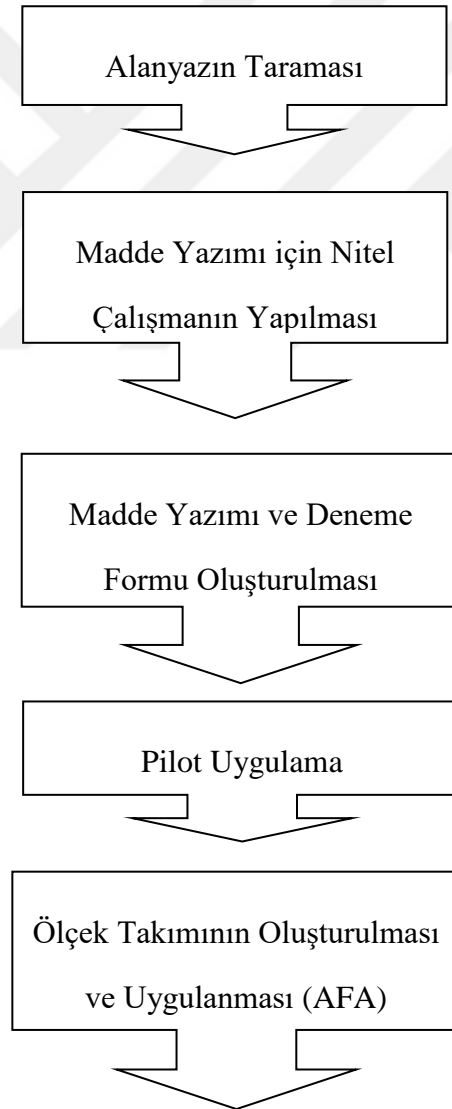 Alanyazın Taraması
Madde Yazımı için Nitel
Çalışmanın Yapılması
Madde Yazımı ve Deneme
Formu Oluşturulması
Pilot Uygulama
Ölçek Takımının Oluşturulması
ve Uygulanması (AFA)